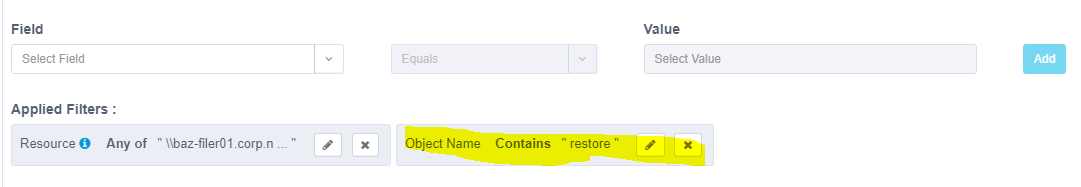 Field Value
Select Field Equals Select Value Add
Applied Filters :
Resource Any of " \\baz-filer01.corp.n ... " Object Name Contains " restore "